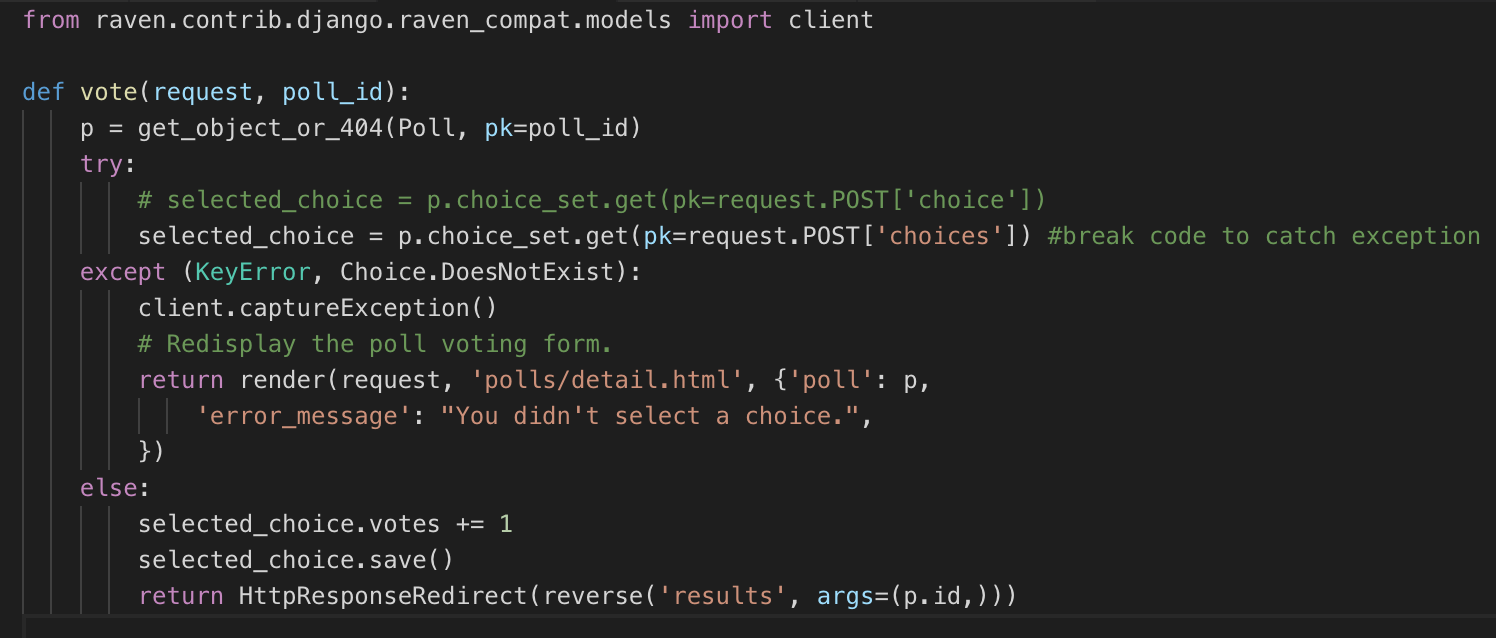 from raven.contrib.django.raven_compat.models import client
def vote(request, poll_id):
p = get_object_or_404(Poll, pk=poll_id)
try:
# selected_choice = p.choice_set.get(pk=request.POST['choice'])
selected_choice = p.choice_set.get(pk=request.POST['choices']) #break code to catch exception
except (KeyError, Choice.DoesNotExist):
client.captureException()
# Redisplay the poll voting form.
return render(request, 'polls/detail.html', {'poll': p,
'error_message': "You didn't select a choice.",
})
else:
selected_choice.votes += 1
selected_choice.save()
return HttpResponseRedirect(reverse('results', args=(p.id,)))